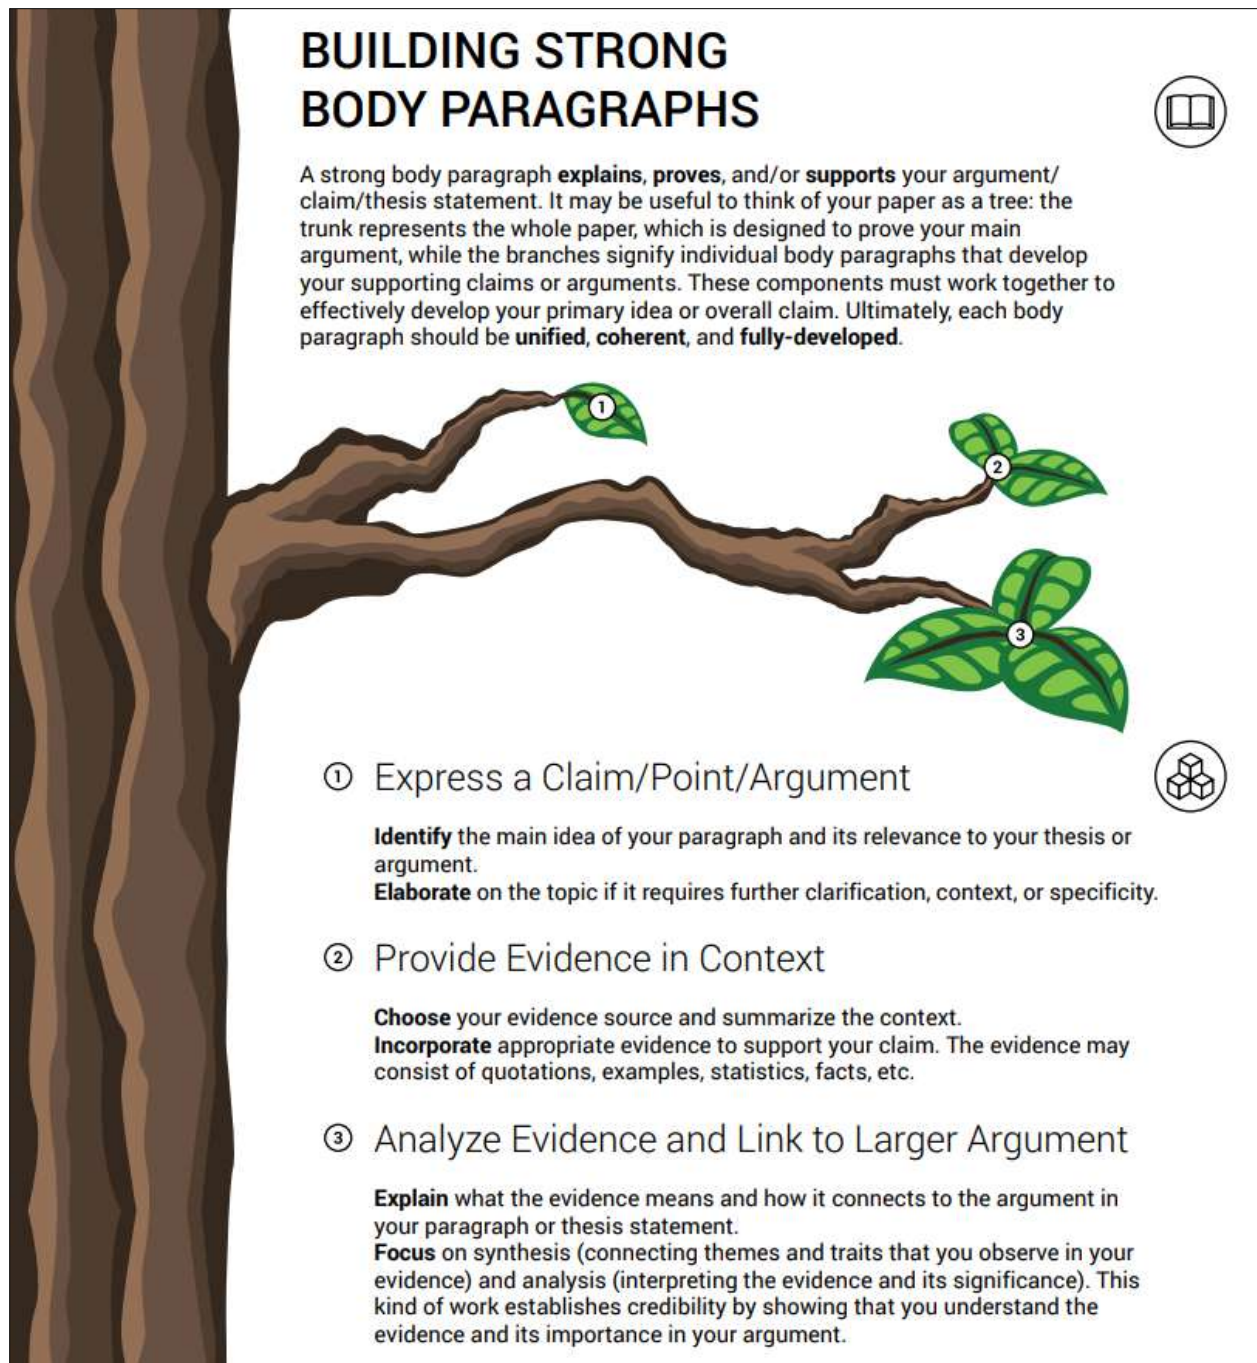 BUILDING STRONG
BODY PARAGRAPHS
A strong body paragraph explains, proves, and/or supports your argument/
claim/thesis statement. It may be useful to think of your paper as a tree: the
trunk represents the whole paper, which is designed to prove your main
argument, while the branches signify individual body paragraphs that develop
your supporting claims or arguments. These components must work together to
effectively develop your primary idea or overall claim. Ultimately, each body
paragraph should be unified, coherent, and fully-developed.
1
2
3
1 Express a Claim/Point/Argument
Identify the main idea of your paragraph and its relevance to your thesis or
argument.
Elaborate on the topic if it requires further clarification, context, or specificity.
2 Provide Evidence in Context
Choose your evidence source and summarize the context.
Incorporate appropriate evidence to support your claim. The evidence may
consist of quotations, examples, statistics, facts, etc.
3 Analyze Evidence and Link to Larger Argument
Explain what the evidence means and how it connects to the argument in
your paragraph or thesis statement.
Focus on synthesis (connecting themes and traits that you observe in your
evidence) and analysis (interpreting the evidence and its significance). This
kind of work establishes credibility by showing that you understand the
evidence and its importance in your argument.